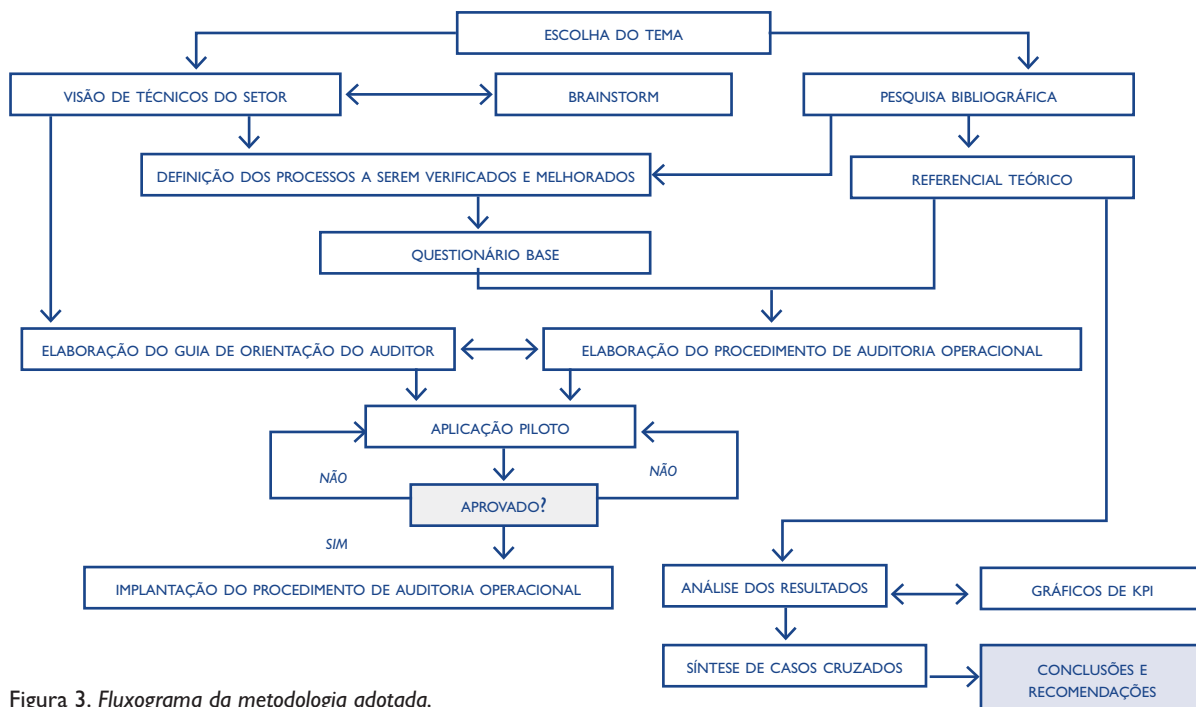 ESCOLHA DO TEMA
VISÃO DE TÉCNICOS DO SETOR
BRAINSTORM
PESQUISA BIBLIOGRÁFICA
DEFINIÇÃO DOS PROCESSOS A SEREM VERIFICADOS E MELHORADOS
REFERENCIAL TEÓRICO
QUESTIONÁRIO BASE
ELABORAÇÃO DO GUIA DE ORIENTAÇÃO DO AUDITOR
ELABORAÇÃO DO PROCEDIMENTO DE AUDITORIA OPERACIONAL
APLICAÇÃO PILOTO
NÃO
NÃO
APROVADO?
SIM
IMPLANTAÇÃO DO PROCEDIMENTO DE AUDITORIA OPERACIONAL
ANÁLISE DOS RESULTADOS
GRÁFICOS DE KPI
SÍNTESE DE CASOS CRUZADOS
CONCLUSÕES E
RECOMENDAÇÕES
Figura 3. Fluxograma da metodologia adotada.